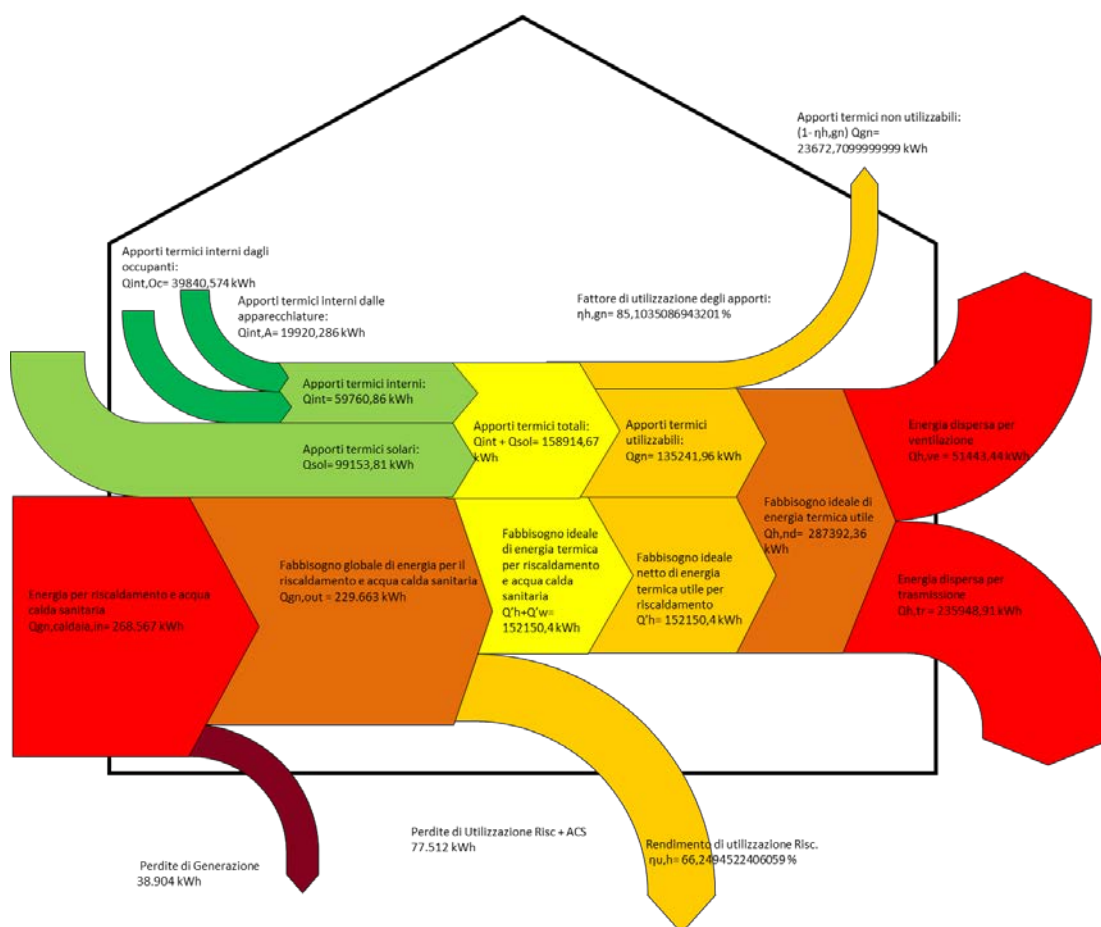 Apporti termici non utilizzabili:
(1- ηh,gn) Qgn=
23672,7099999999 kWh
Apporti termici interni dagli
occupanti:
Qint,Oc= 39840,574 kWh
Apporti termici interni dalle
apparecchiature:
Qint,A= 19920,286 kWh
Fattore di utilizzazione degli apporti:
ηh,gn= 85,1035086943201 %
Apporti termici interni:
Qint= 59760,86 kWh
Apporti termici solari:
Qsol= 99153,81 kWh
Apporti termici totali:
Qint + Qsol= 158914,67
kWh
Apporti termici
utilizzabili:
Qgn= 135241,96 kWh
Energia dispersa per
ventilazione
Qh,ve = 51443,44 kWh
Fabbisogno ideale di
energia termica utile
Qh,nd= 287392,36
kWh
Energia per riscaldamento e acqua
calda sanitaria
Qgn,caldaia,in= 268.567 kWh
Fabbisogno globale di energia per il
riscaldamento e acqua calda sanitaria
Qgn,out = 229.663 kWh
Fabbisogno ideale
di energia termica
per riscaldamento
e acqua calda
sanitaria
Q'h+Q'w=
152150,4 kWh
Fabbisogno ideale
netto di energia
termica utile per
riscaldamento
Q'h= 152150,4 kWh
Energia dispersa per
trasmissione
Qh,tr = 235948,91 kWh
Perdite di Generazione
38.904 kWh
Perdite di Utilizzazione Risc + ACS
77.512 kWh
Rendimento di utilizzazione Risc.
ηu,h= 66,2494522406059 %